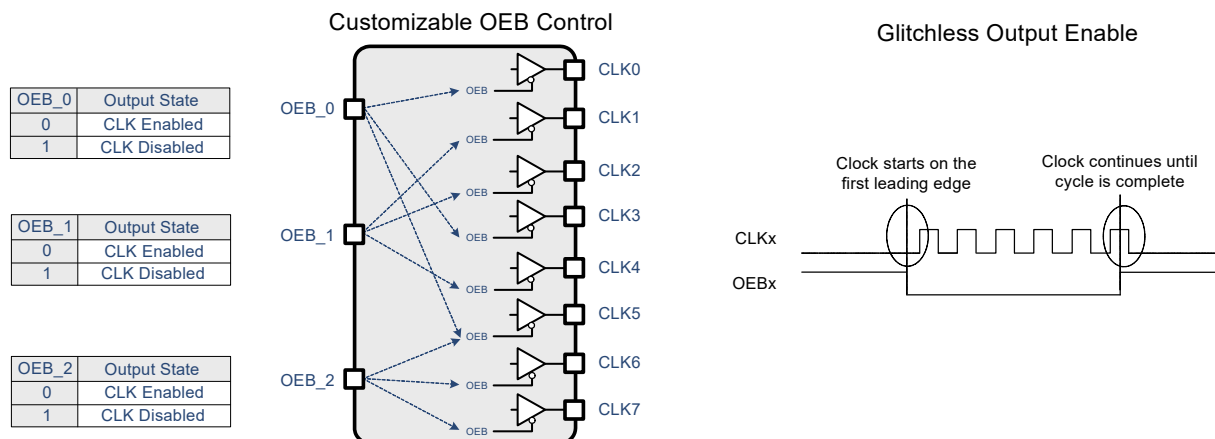 Customizable OEB Control
Glitchless Output Enable
OEB_0 Output State
0 CLK Enabled
1 CLK Disabled
OEB_1 Output State
0 CLK Enabled
1 CLK Disabled
OEB_2 Output State
0 CLK Enabled
1 CLK Disabled
OEB_0
OEB_1
OEB_2
OEB
OEB
OEB
OEB
OEB
OEB
OEB
OEB
CLK0
CLK1
CLK2
CLK3
CLK4
CLK5
CLK6
CLK7
Clock starts on the
first leading edge
Clock continues until
cycle is complete
CLKx
OEBx